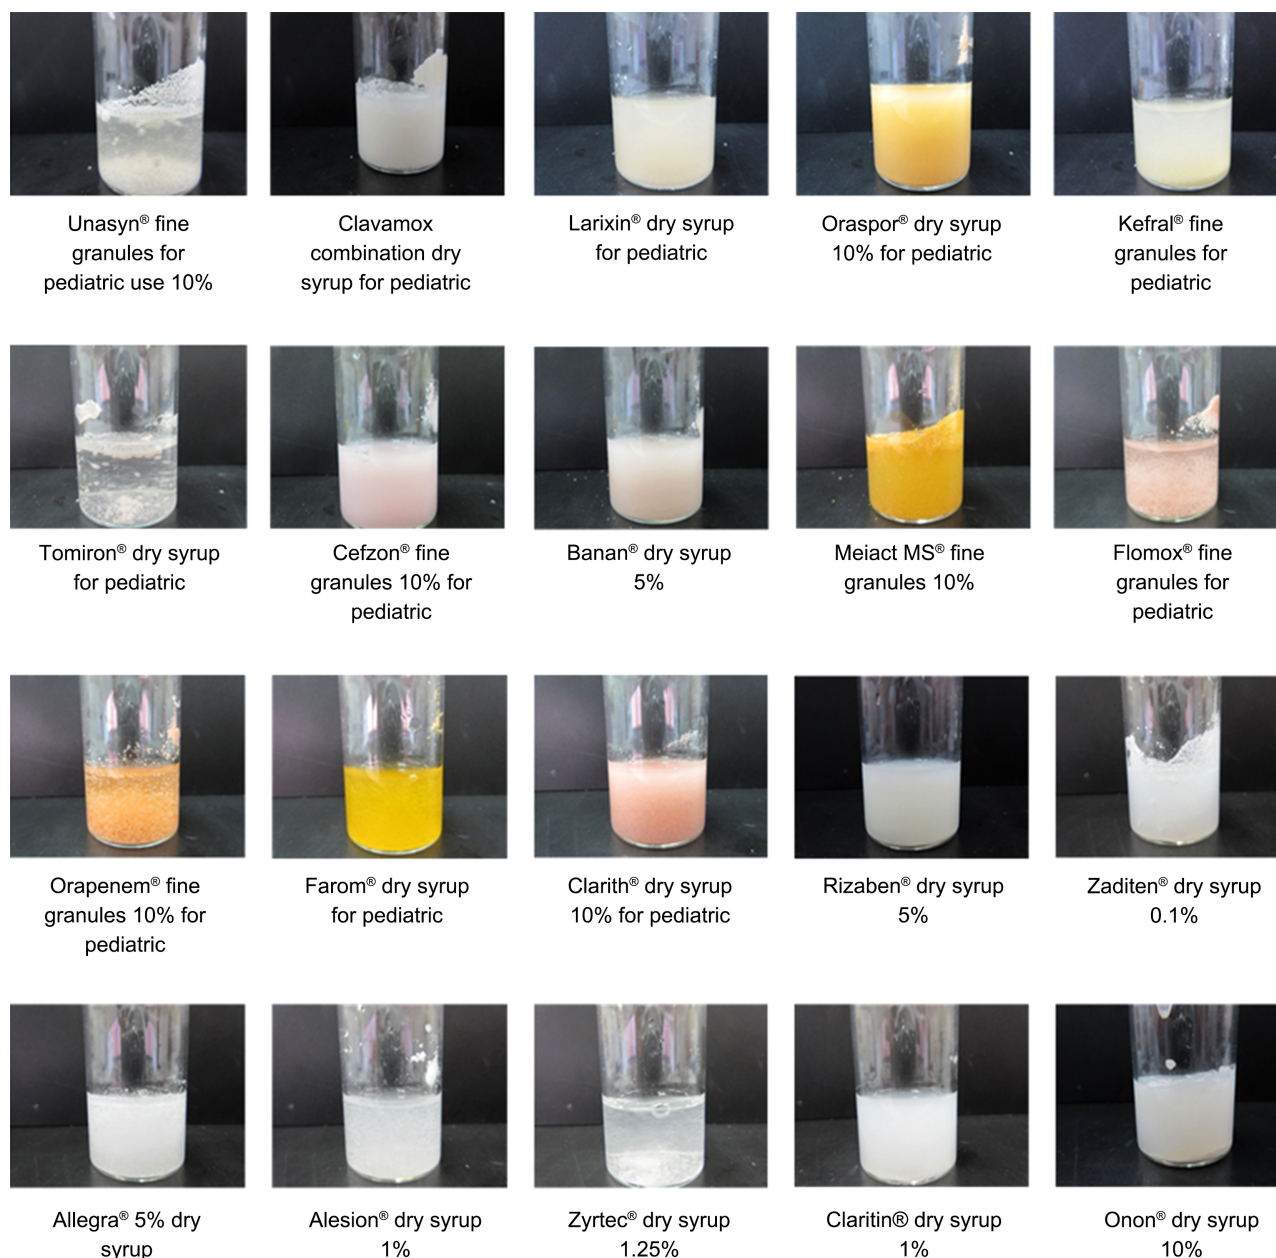 Unasyn® fine
granules for
pediatric use 10%
Clavamox
combination dry
syrup for pediatric
Larixin® dry syrup
for pediatric
Oraspor® dry syrup
10% for pediatric
Kefral® fine
granules for
pediatric
Tomiron® dry syrup
for pediatric
Cefzon® fine
granules 10% for
pediatric
Banan® dry syrup
5%
Meiact MS® fine
granules 10%
Flomox® fine
granules for
pediatric
Orapenem® fine
granules 10% for
pediatric
Farom® dry syrup
for pediatric
Clarith® dry syrup
10% for pediatric
Rizaben® dry syrup
5%
Zaditen® dry syrup
0.1%
Allegra® 5% dry
syrup
Alesion® dry syrup
1%
Zyrtec® dry syrup
1.25%
Claritin® dry syrup
1%
Onon® dry syrup
10%